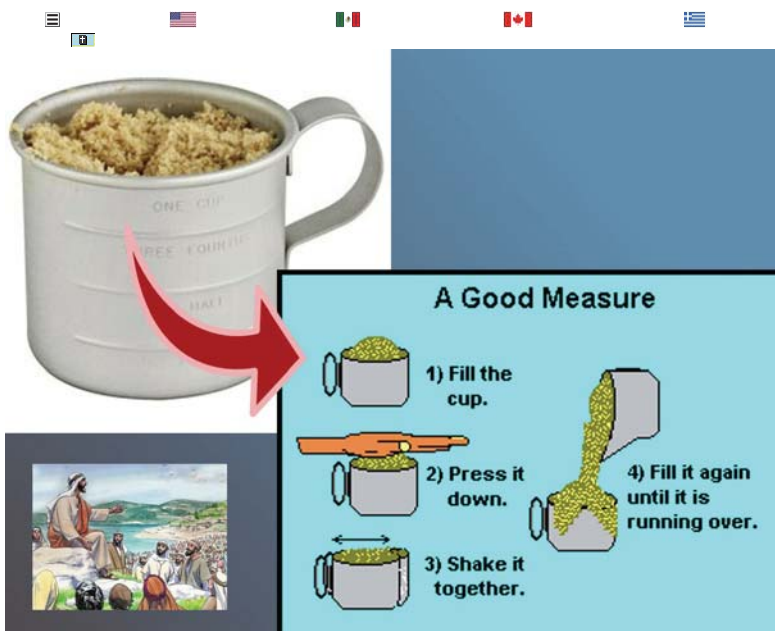 ONE CUP
HALF
A Good Measure
1) Fill the
cup.
2) Press it
down.
3) Shake it
together.
4) Fill it again
until it is
running over.